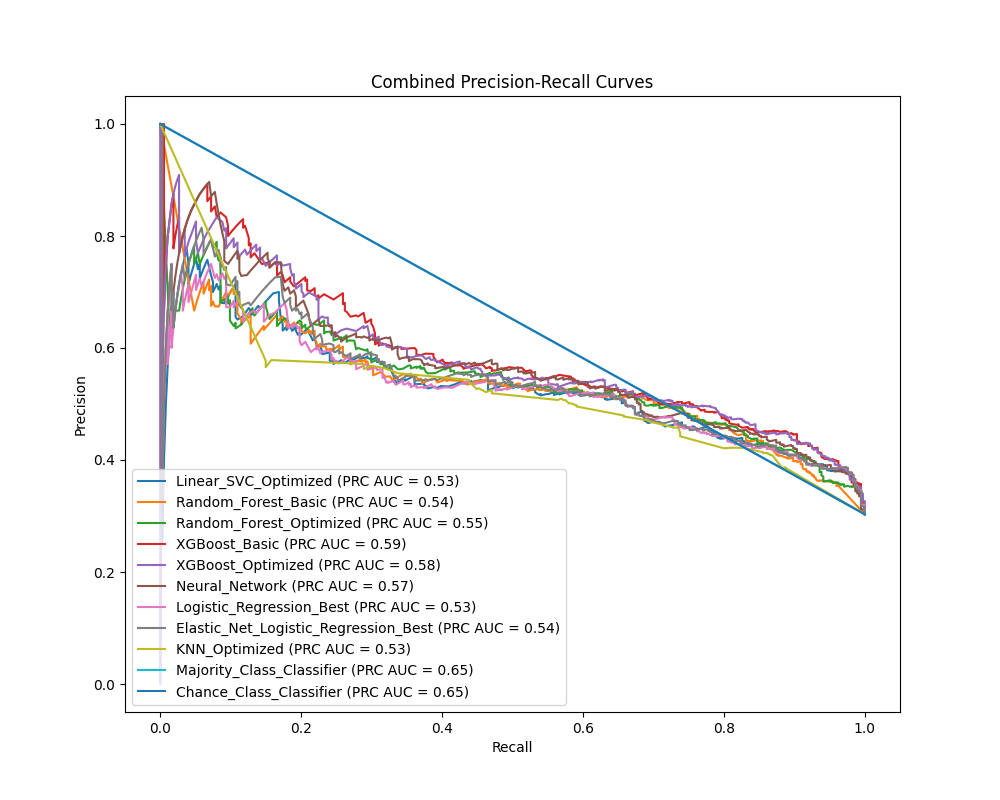 Combined Precision-Recall Curves
Precision
1.0
0.8
0.6
0.4
0.2
0.0
Linear_SVC_Optimized (PRC AUC = 0.53)
Random_Forest_Basic (PRC AUC = 0.54)
Random_Forest_Optimized (PRC AUC = 0.55)
XGBoost_Basic (PRC AUC = 0.59)
XGBoost_Optimized (PRC AUC = 0.58)
Neural_Network (PRC AUC = 0.57)
Logistic_Regression_Best (PRC AUC = 0.53)
Elastic_Net_Logistic_Regression_Best (PRC AUC = 0.54)
KNN_Optimized (PRC AUC = 0.53)
Majority_Class_Classifier (PRC AUC = 0.65)
Chance_Class_Classifier (PRC AUC = 0.65)
0.0 0.2 0.4 0.6 0.8 1.0
Recall